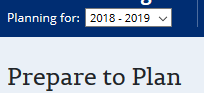 Planning for: 2018 - 2019
Prepare to Plan